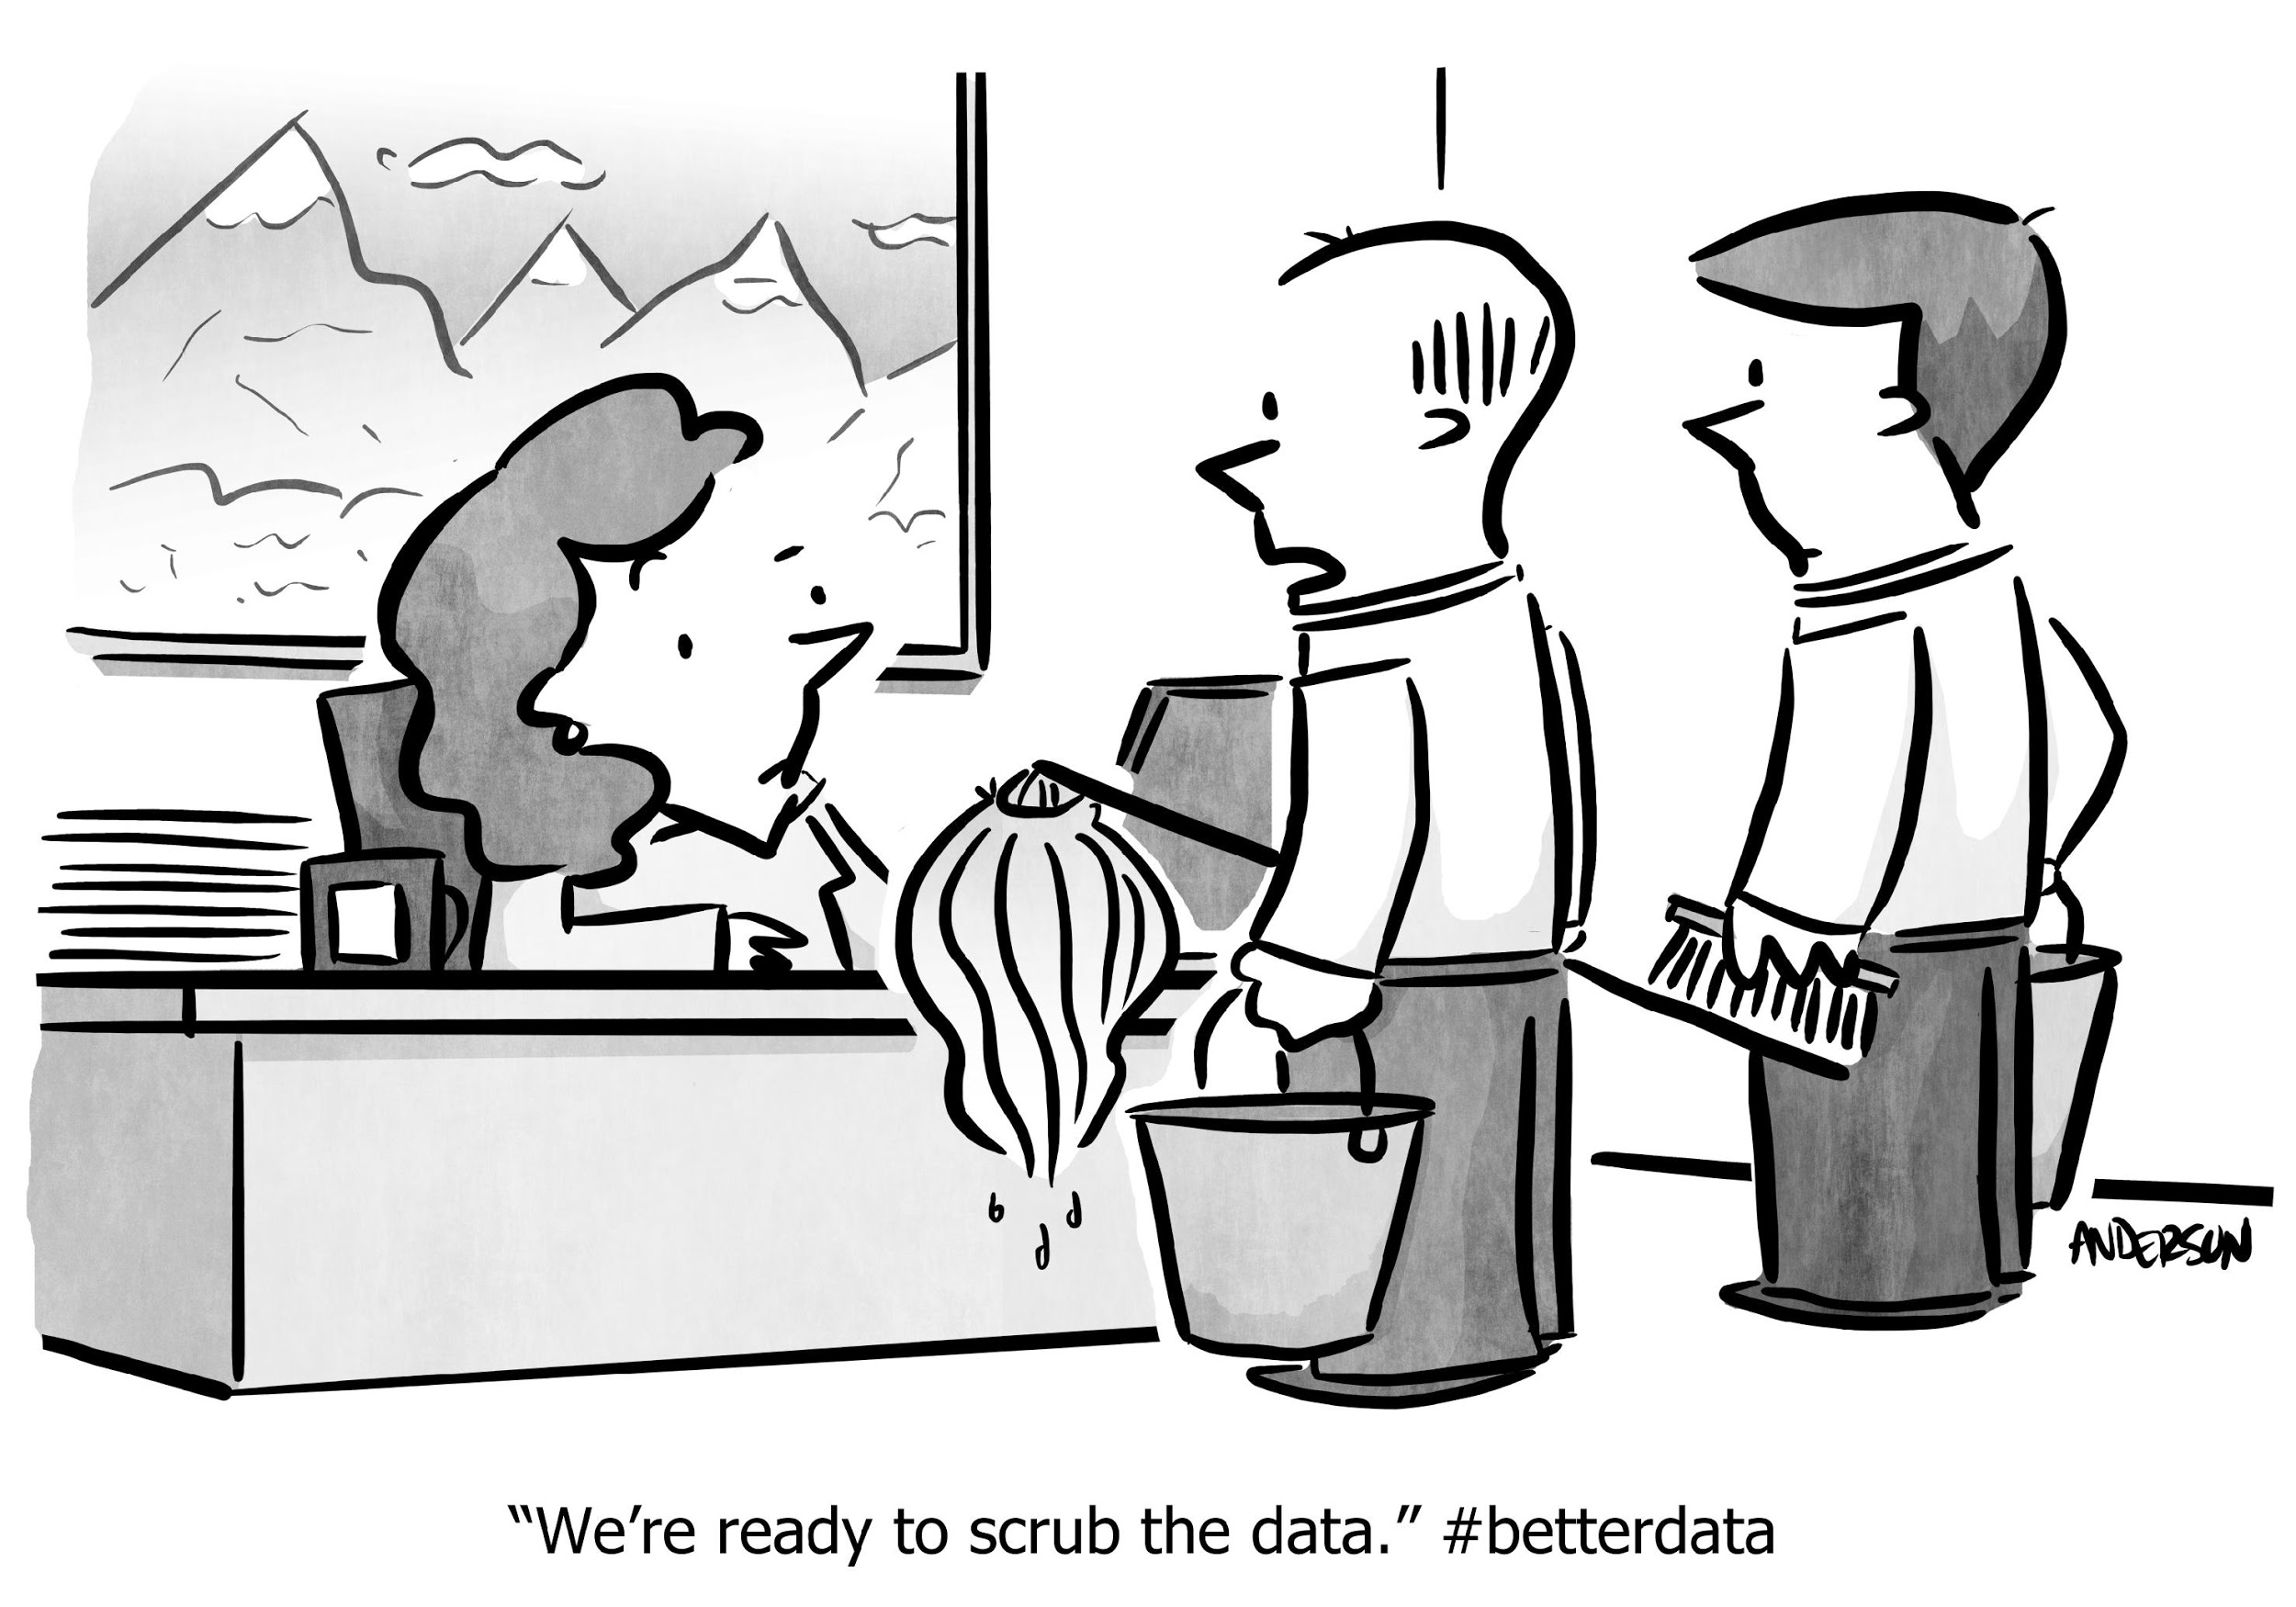 ANDERSON
“We’re ready to scrub the data.” #betterdata